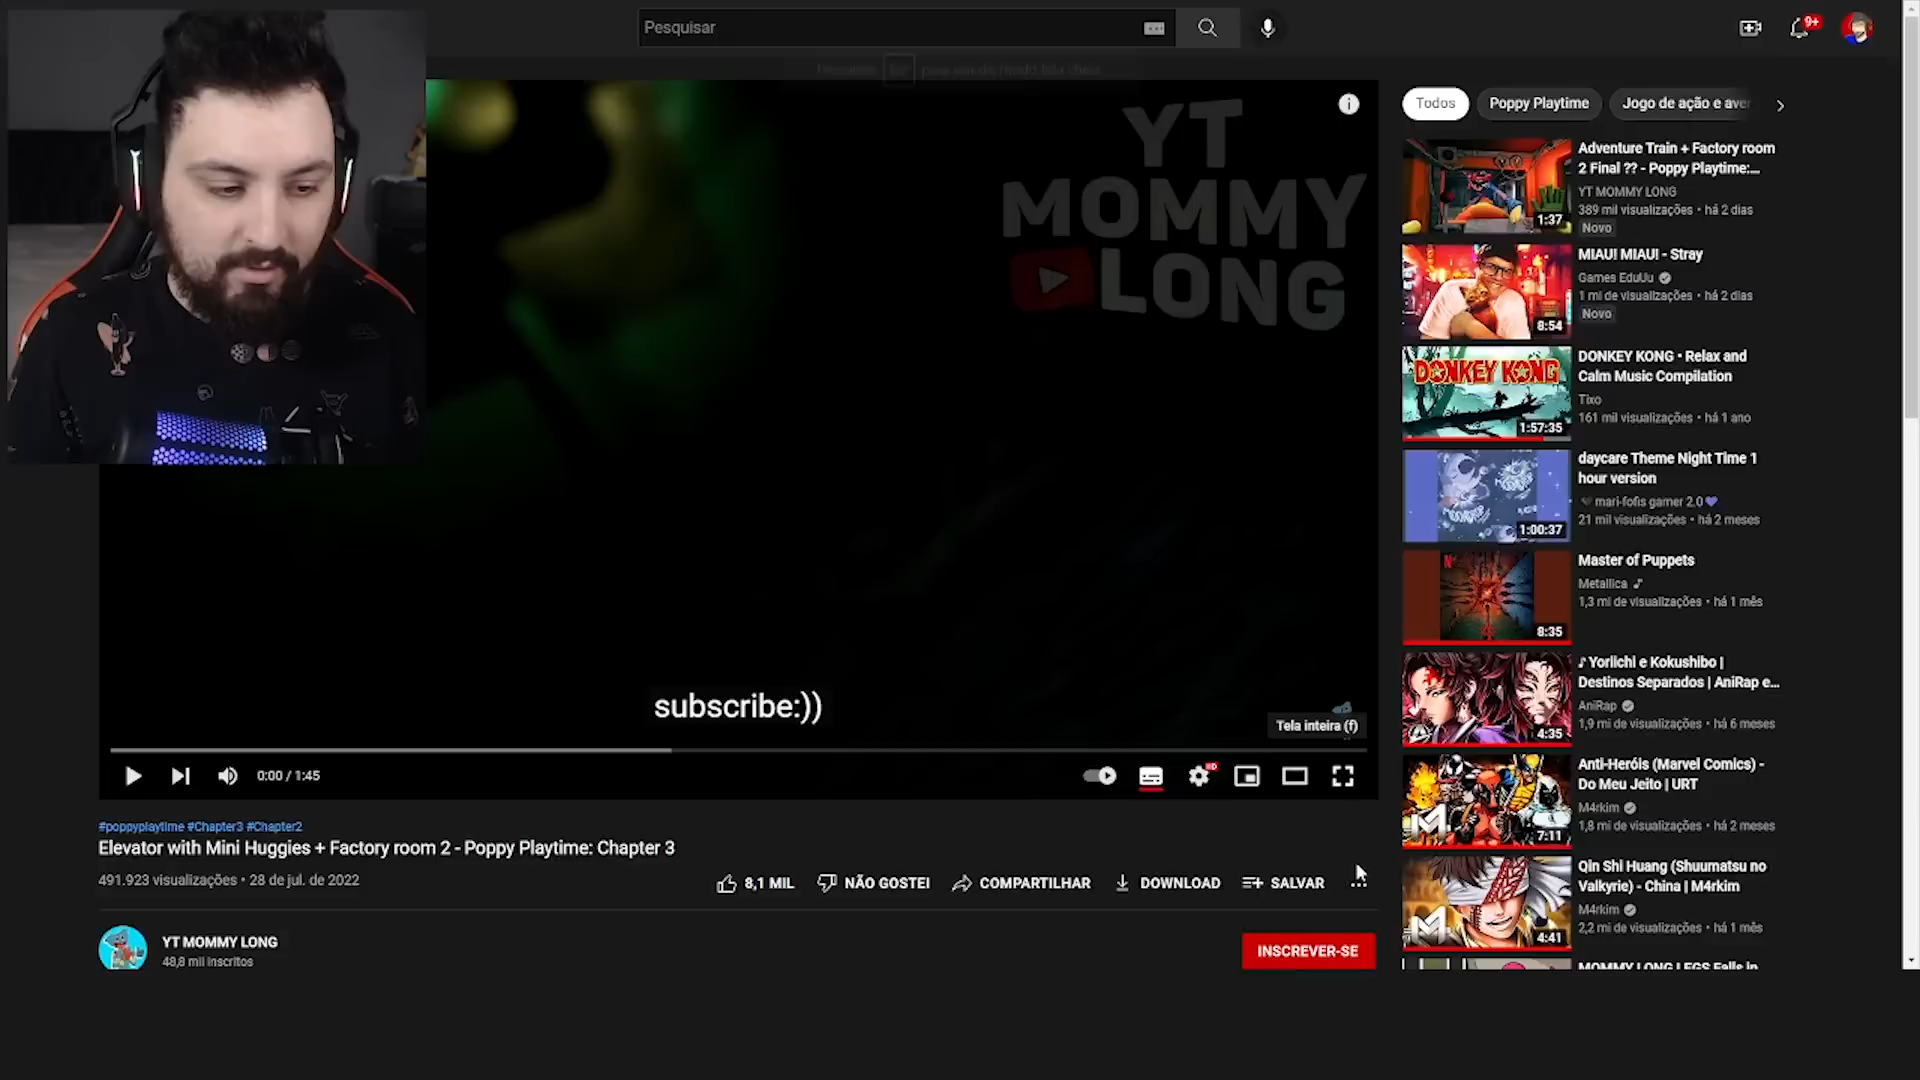 Pesquisar
9+
YT
MOMMY
LONG
subscribe:))
Tela inteira (f)
0:00 / 1:45
HD
#poppyplaytime #Chapter3 #Chapter2
Elevator with Mini Huggies + Factory room 2 - Poppy Playtime: Chapter 3
491.923 visualizações • 28 de jul. de 2022
8,1 MIL
NÃO GOSTEI
COMPARTILHAR
DOWNLOAD
SALVAR
YT MOMMY LONG
48,8 mil inscritos
INSCREVER-SE
Todos
Poppy Playtime
Jogo de ação e aver
Adventure Train + Factory room
2 Final ?? - Poppy Playtime:...
YT MOMMY LONG
389 mil visualizações • há 2 dias
Novo
1:37
MIAU! MIAU! - Stray
Games EduUu
1 mi de visualizações • há 2 dias
Novo
8:54
DONKEY KONG
DONKEY KONG • Relax and
Calm Music Compilation
Tixo
161 mil visualizações • há 1 ano
1:57:35
daycare Theme Night Time 1
hour version
mari-fofis gamer 2.0
21 mil visualizações • há 2 meses
1:00:37
Master of Puppets
Metallica
1,3 mi de visualizações • há 1 mês
N
8:35
♪ Yoriichi e Kokushibo |
Destinos Separados | AniRap e...
AniRap
1,9 mi de visualizações • há 6 meses
4:35
Anti-Heróis (Marvel Comics) -
Do Meu Jeito | URT
M4rkim
1,8 mi de visualizações • há 2 meses
M
7:11
Qin Shi Huang (Shuumatsu no
Valkyrie) - China | M4rkim
M4rkim
2,2 mi de visualizações • há 1 mês
M
4:41
MOMMY LONG LEGS Falls in